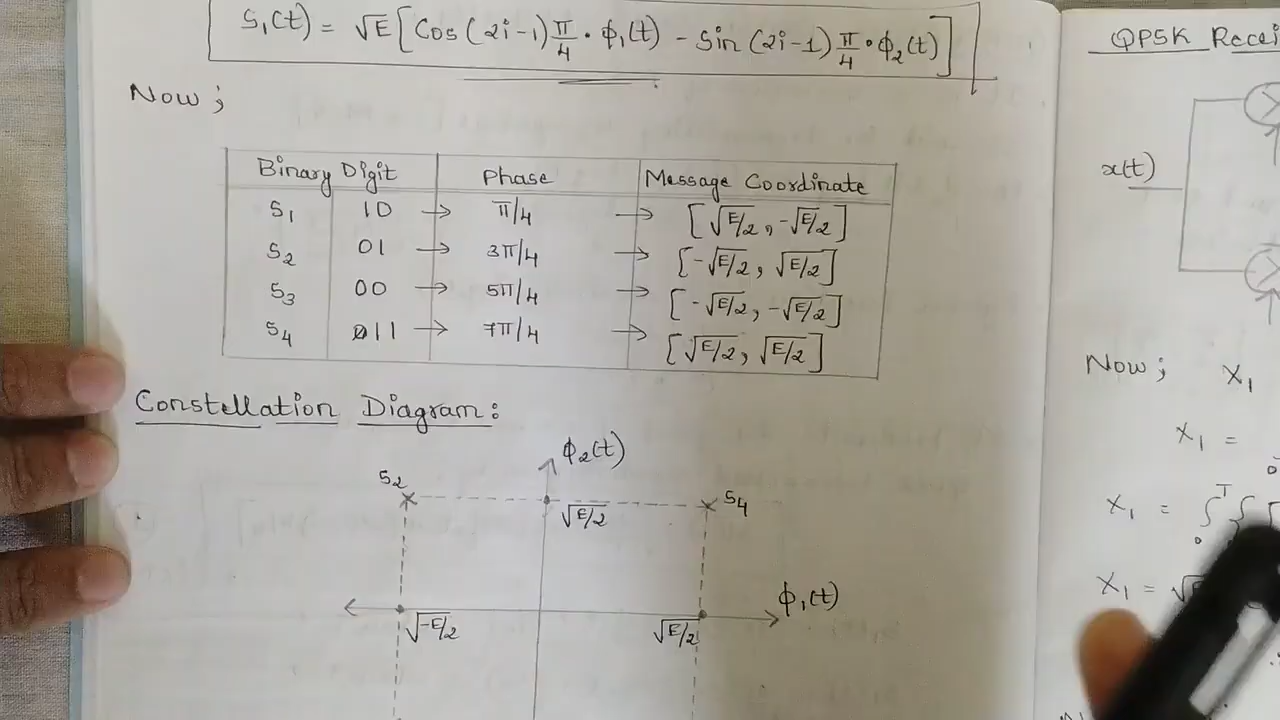 S₁(t) = √E [Cos (2i-1) π/4 · ϕ₁(t) - Sin (2i-1) π/4 · ϕ₂(t)]
Now ;
Binary Digit | Phase | Message Coordinate
S₁ 10 → π/4 → [√E/2, -√E/2]
S₂ 01 → 3π/4 → [-√E/2, √E/2]
S₃ 00 → 5π/4 → [-√E/2, -√E/2]
S₄ 11 → 7π/4 → [√E/2, √E/2]
Constellation Diagram :
ϕ₂(t)
S₂
S₄
√E/2
ϕ₁(t)
√-E/2
√E/2
QPSK
x(t)
Now ; X₁
X₁ =
X₁ = ∫
X₁ =